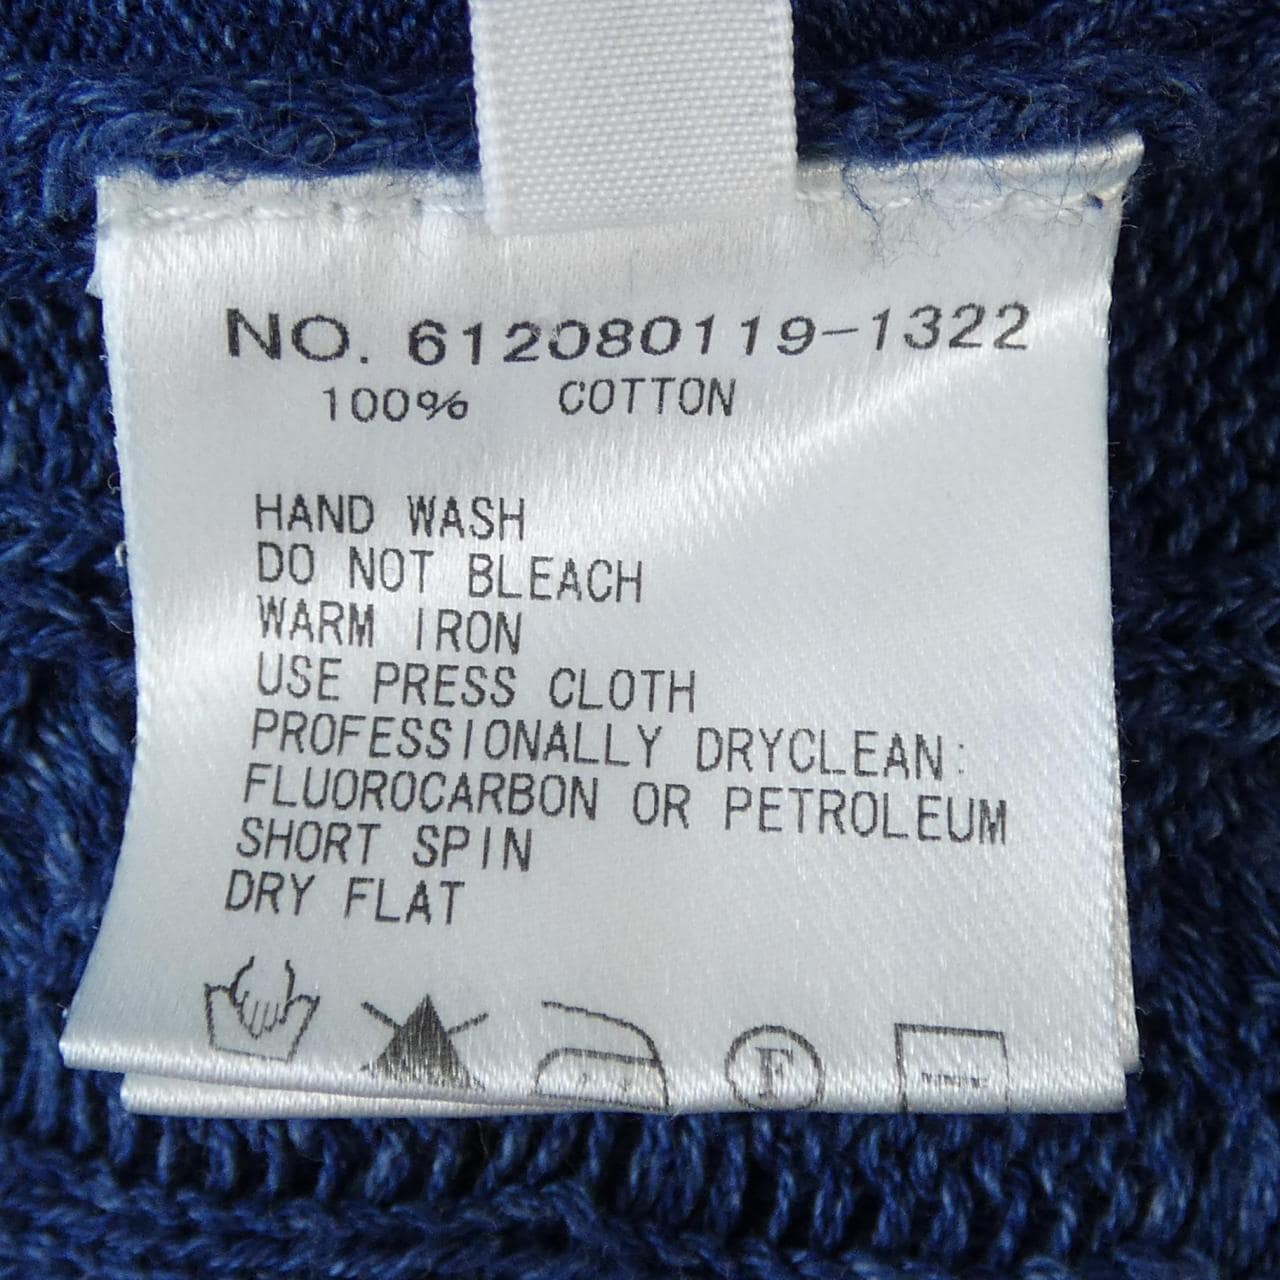 NO. 612080119-1322
100% COTTON
HAND WASH
DO NOT BLEACH
WARM IRON
USE PRESS CLOTH
PROFESSIONALLY DRYCLEAN:
FLUOROCARBON OR PETROLEUM
SHORT SPIN
DRY FLAT
F